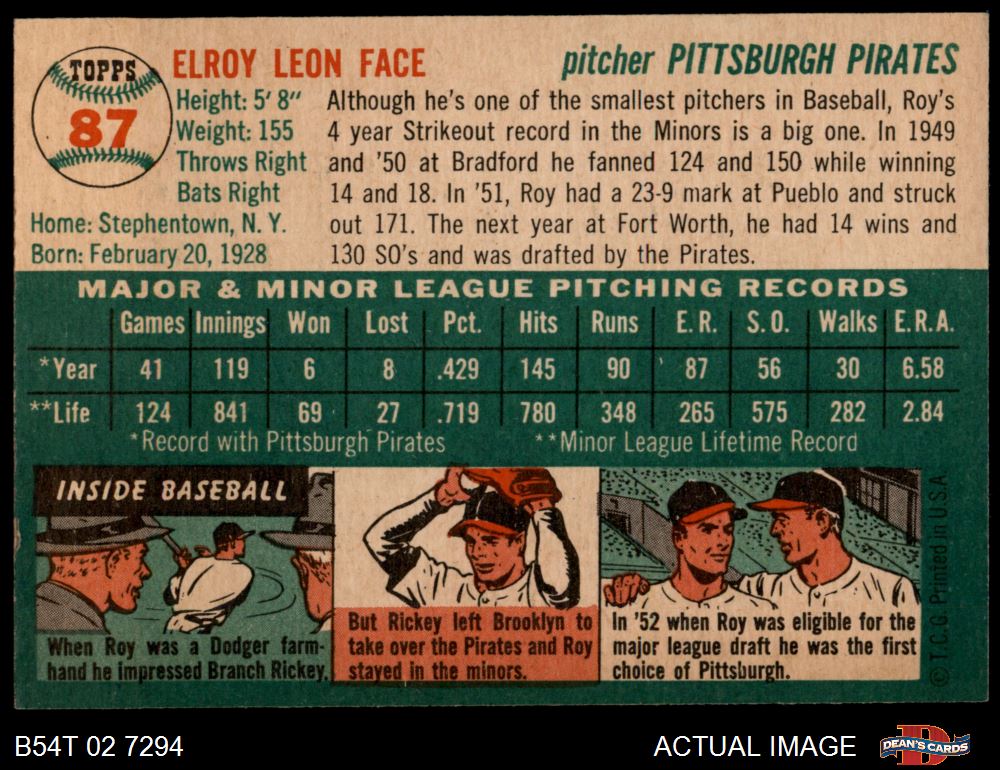 TOPPS
87
ELROY LEON FACE
pitcher PITTSBURGH PIRATES
Height: 5' 8"
Weight: 155
Throws Right
Bats Right
Home: Stephentown, N. Y.
Born: February 20, 1928
Although he's one of the smallest pitchers in Baseball, Roy's
4 year Strikeout record in the Minors is a big one. In 1949
and '50 at Bradford he fanned 124 and 150 while winning
14 and 18. In '51, Roy had a 23-9 mark at Pueblo and struck
out 171. The next year at Fort Worth, he had 14 wins and
130 SO's and was drafted by the Pirates.
MAJOR & MINOR LEAGUE PITCHING RECORDS
Games Innings Won Lost Pct. Hits Runs E. R. S. O. Walks E.R.A.
*Year 41 119 6 8 .429 145 90 87 56 30 6.58
**Life 124 841 69 27 .719 780 348 265 575 282 2.84
*Record with Pittsburgh Pirates **Minor League Lifetime Record
INSIDE BASEBALL
When Roy was a Dodger farm-
hand he impressed Branch Rickey.
But Rickey left Brooklyn to
take over the Pirates and Roy
stayed in the minors.
In '52 when Roy was eligible for the
major league draft he was the first
choice of Pittsburgh.
© T.C.G. Printed in U.S.A.
B54T 02 7294
ACTUAL IMAGE
D
DEAN'S CARDS